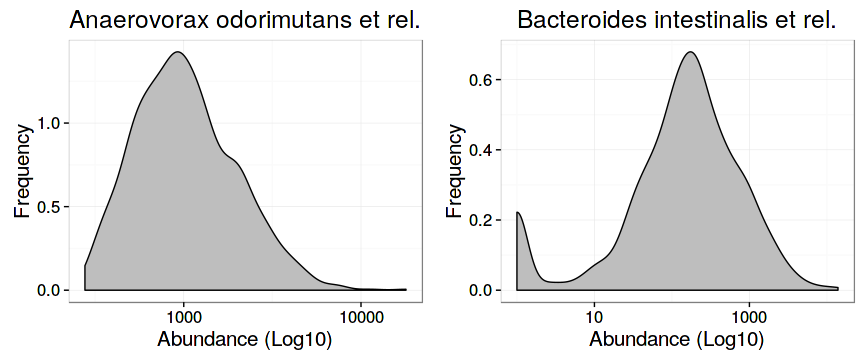 Anaerovorax odorimutans et rel.
Frequency
1.0
0.5
0.0
1000
10000
Abundance (Log10)
Bacteroides intestinalis et rel.
Frequency
0.6
0.4
0.2
0.0
10
1000
Abundance (Log10)